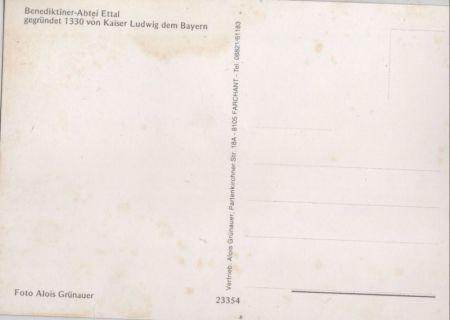 Benediktiner-Abtei Ettal
gegründet 1330 von Kaiser Ludwig dem Bayern
Vertrieb: Alois Grünauer, Partenkirchner Str. 18A - 8105 FARCHANT - Tel. 08821/61183
Foto Alois Grünauer
23354